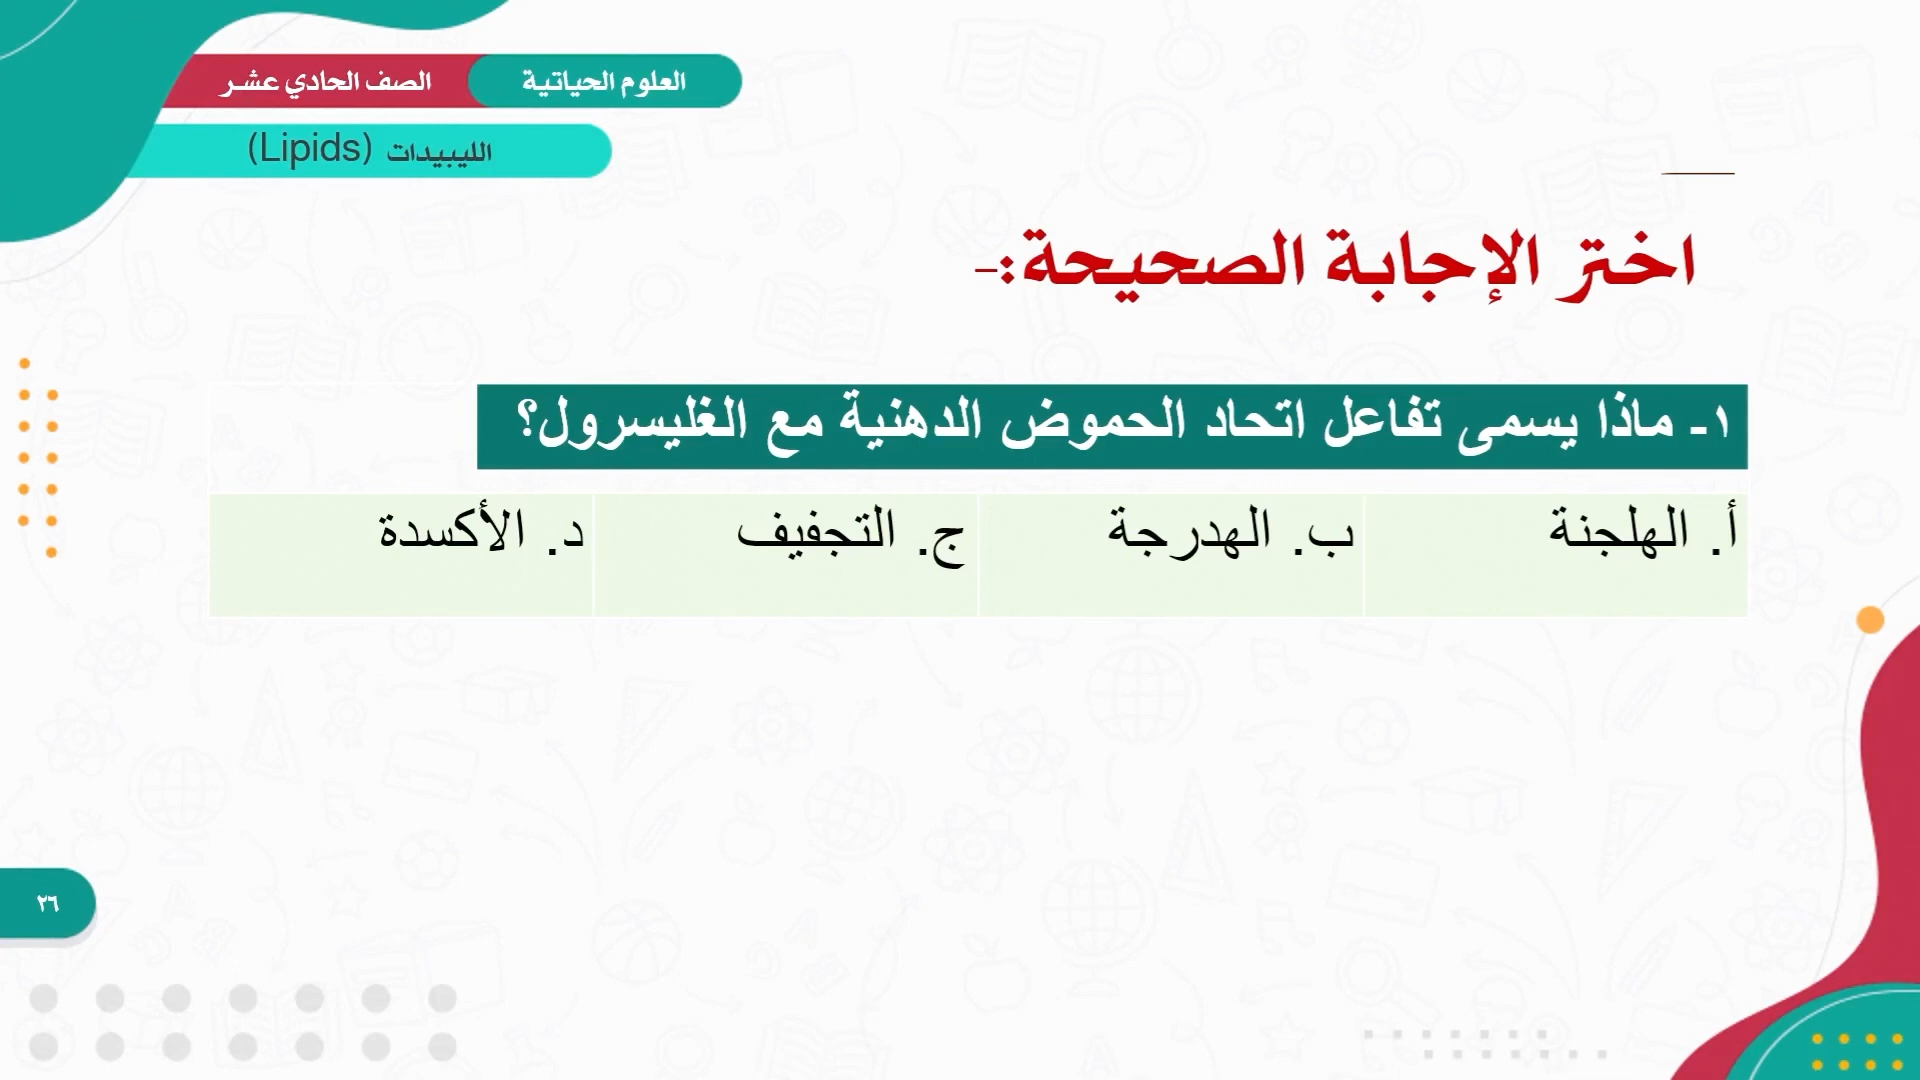 العلوم الحياتية
الصف الحادي عشر
الليبيدات (Lipids)
اختر الإجابة الصحيحة:-
١- ماذا يسمى تفاعل اتحاد الحموض الدهنية مع الغليسرول؟
أ. الهلجنة
ب. الهدرجة
ج. التجفيف
د. الأكسدة
٢٦